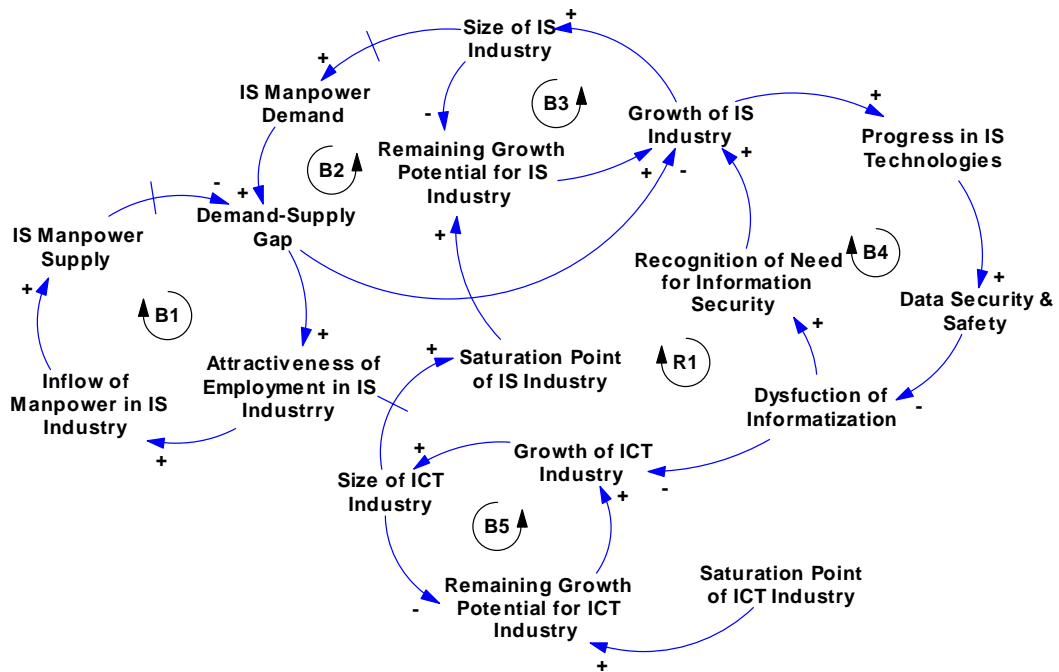 Size of IS
Industry
IS Manpower
Demand
B3
Growth of IS
Industry
Progress in IS
Technologies
Remaining Growth
Potential for IS
Industry
B2
Demand-Supply
Gap
IS Manpower
Supply
Recognition of Need
for Information
Security
B4
Data Security &
Safety
B1
Attractiveness of
Employment in IS
Industrry
Saturation Point
of IS Industry
R1
Inflow of
Manpower in IS
Industry
Dysfuction of
Informatization
Growth of ICT
Industry
Size of ICT
Industry
B5
Remaining Growth
Potential for ICT
Industry
Saturation Point
of ICT Industry
+
+
-
+
+
-
+
-
+
+
+
+
+
+
-
+
+
+
-
+
+
-
+